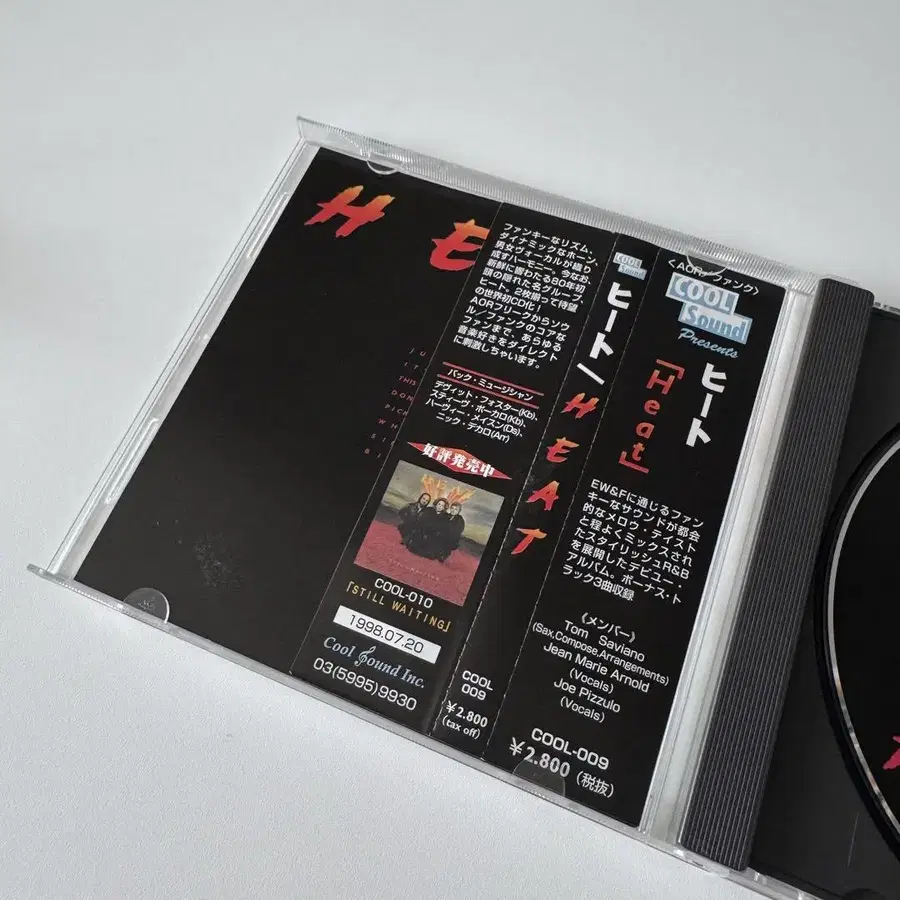 H E
JU
IT
THIS
DON
PICK
WH
SI
ファンキーなリズム、
ダイナミックなホーン、
男女ヴォーカルが織り
成すハーモニー。今なお、
新鮮に響わたる80年初
頭の隠れた名グループ、
ヒート。2枚揃って待望
の世界初CD化！
AORフリークからソウ
ル／ファンクのコアな
ファンまで、あらゆる
音楽好きをダイレクト
に刺激しちゃいます。
バック・ミュージシャン
デヴィット・フォスター(Kb)、
スティーヴ・ポーカロ(Kb)、
ハーヴィー・メイスン(Ds)、
ニック・デカロ(Arr)
好評発売中
COOL-010
「STILL WAITING」
1998.07.20
Cool Sound Inc.
03(5995)9930
COOL
Sound
ヒート／HEAT
COOL
009
¥2.800
(tax off)
〈AOR／ファンク〉
COOL
Sound
Presents
ヒート
「Heat」
EW&Fに通じるファン
キーなサウンドが都会
的なメロウ・テイスト
と程よくミックスされ
たスタイリッシュR&B
を展開したデビュー・
アルバム。ボーナス・ト
ラック3曲収録
《メンバー》
Tom Saviano
(Sax,Compose,Arrangements)
Jean Marie Arnold
(Vocals)
Joe Pizzulo
(Vocals)
COOL-009
¥2.800 (税抜)